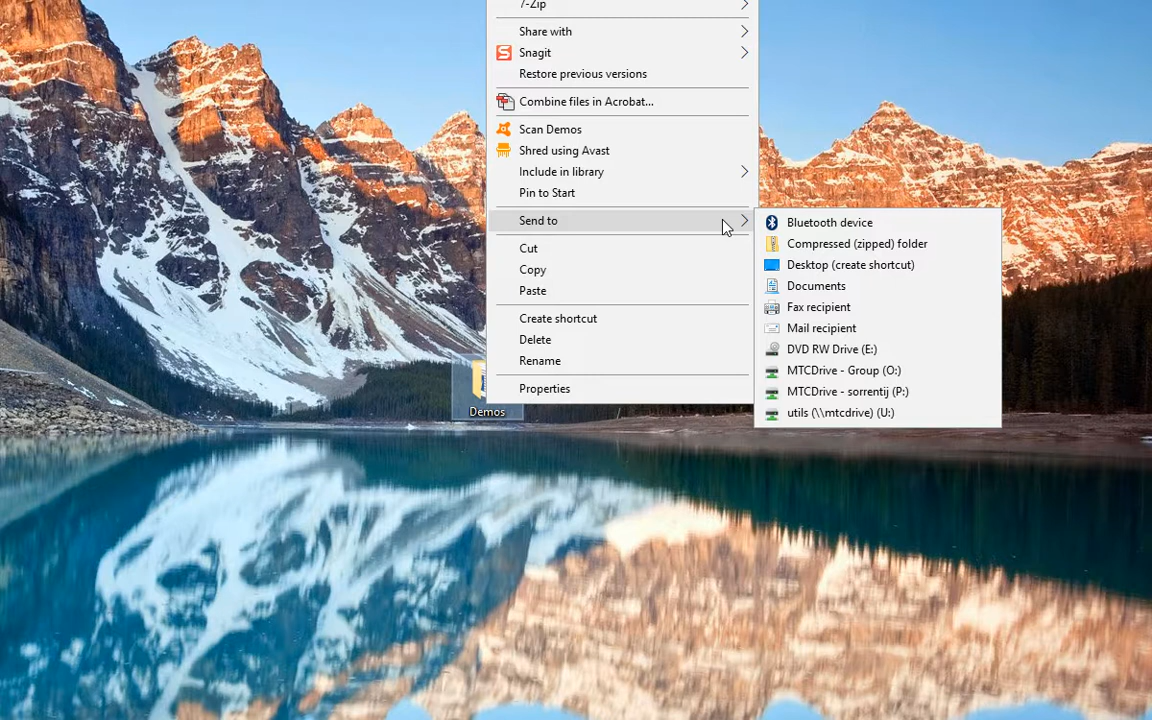 7-Zip
Share with
Snagit
Restore previous versions
Combine files in Acrobat...
Scan Demos
Shred using Avast
Include in library
Pin to Start
Send to
Cut
Copy
Paste
Create shortcut
Delete
Rename
Properties
Bluetooth device
Compressed (zipped) folder
Desktop (create shortcut)
Documents
Fax recipient
Mail recipient
DVD RW Drive (E:)
MTCDrive - Group (O:)
MTCDrive - sorrentij (P:)
utils (\\mtcdrive) (U:)
Demos